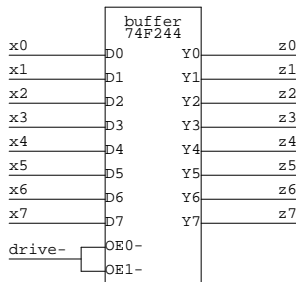 buffer
74F244
x0 D0 Y0 z0
x1 D1 Y1 z1
x2 D2 Y2 z2
x3 D3 Y3 z3
x4 D4 Y4 z4
x5 D5 Y5 z5
x6 D6 Y6 z6
x7 D7 Y7 z7
drive- OE0-
OE1-